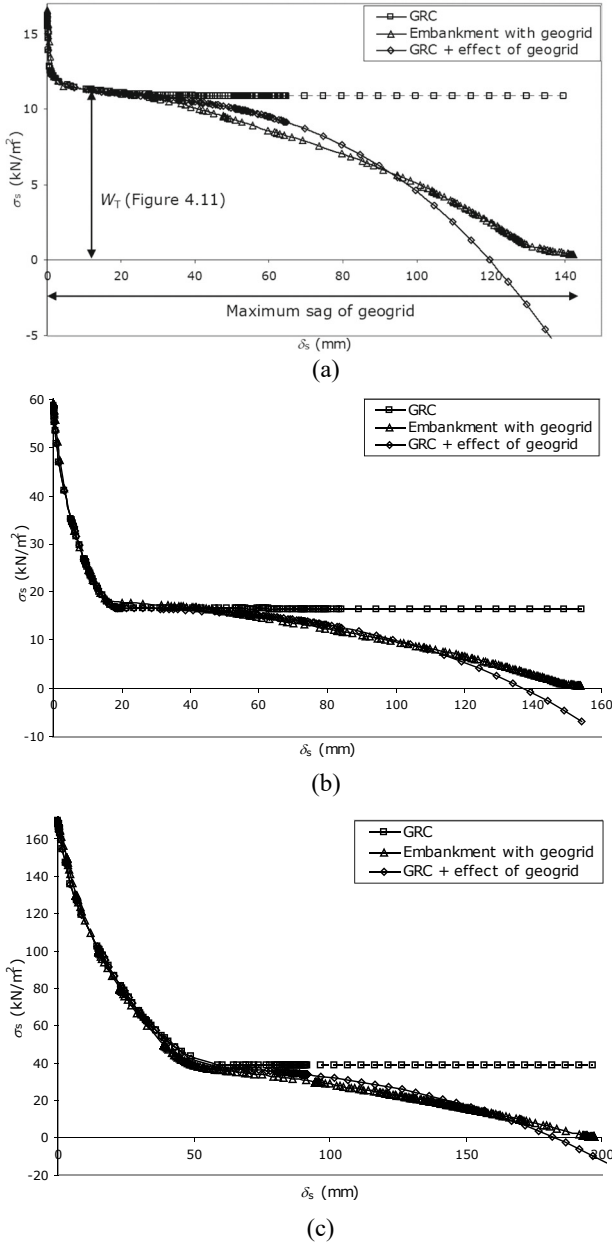 GRC
Embankment with geogrid
GRC + effect of geogrid
15
10
5
0
-5
σs (kN/m²)
WT (Figure 4.11)
0 20 40 60 80 100 120 140
Maximum sag of geogrid
δs (mm)
(a)
GRC
Embankment with geogrid
GRC + effect of geogrid
60
50
40
30
20
10
0
-10
σs (kN/m²)
0 20 40 60 80 100 120 140 160
δs (mm)
(b)
GRC
Embankment with geogrid
GRC + effect of geogrid
160
140
120
100
80
60
40
20
0
-20
σs (kN/m²)
0 50 100 150 200
δs (mm)
(c)